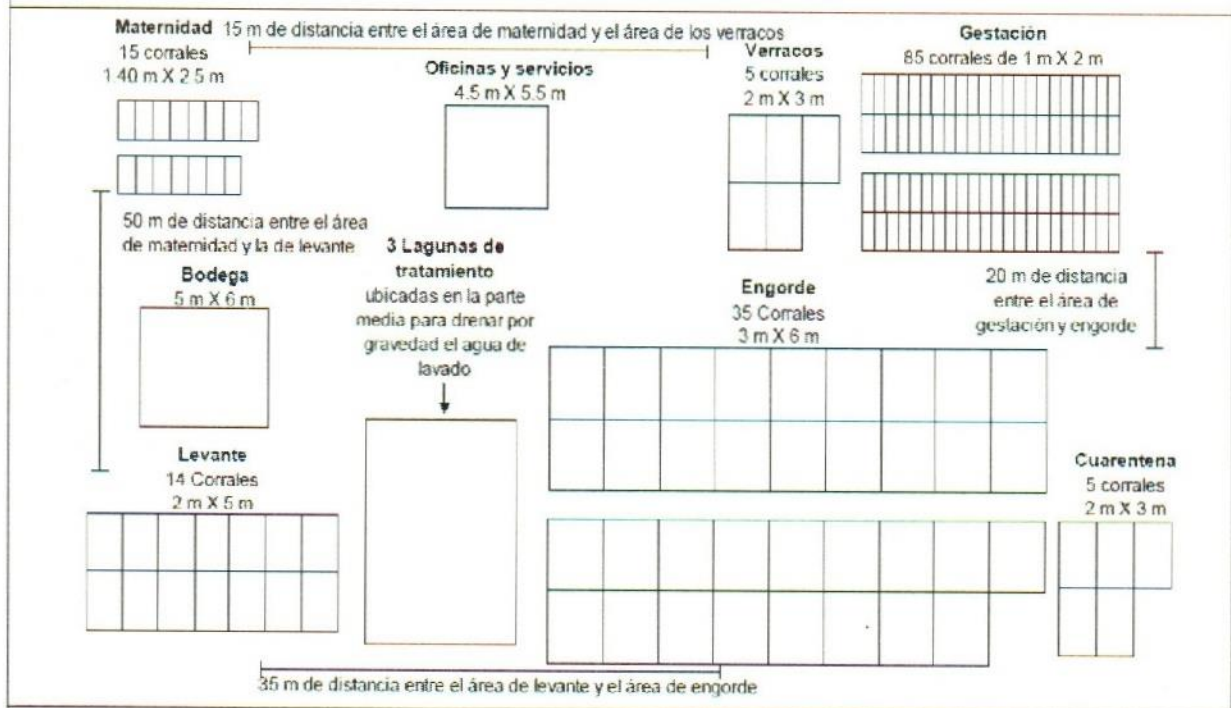 Maternidad
15 corrales
1.40 m X 2.5 m
15 m de distancia entre el área de maternidad y el área de los verracos
Oficinas y servicios
4.5 m X 5.5 m
Verracos
5 corrales
2 m X 3 m
Gestación
85 corrales de 1 m X 2 m
50 m de distancia entre el área
de maternidad y la de levante
Bodega
5 m X 6 m
3 Lagunas de
tratamiento
ubicadas en la parte
media para drenar por
gravedad el agua de
lavado
Engorde
35 Corrales
3 m X 6 m
20 m de distancia
entre el área de
gestación y engorde
Levante
14 Corrales
2 m X 5 m
Cuarentena
5 corrales
2 m X 3 m
35 m de distancia entre el área de levante y el área de engorde